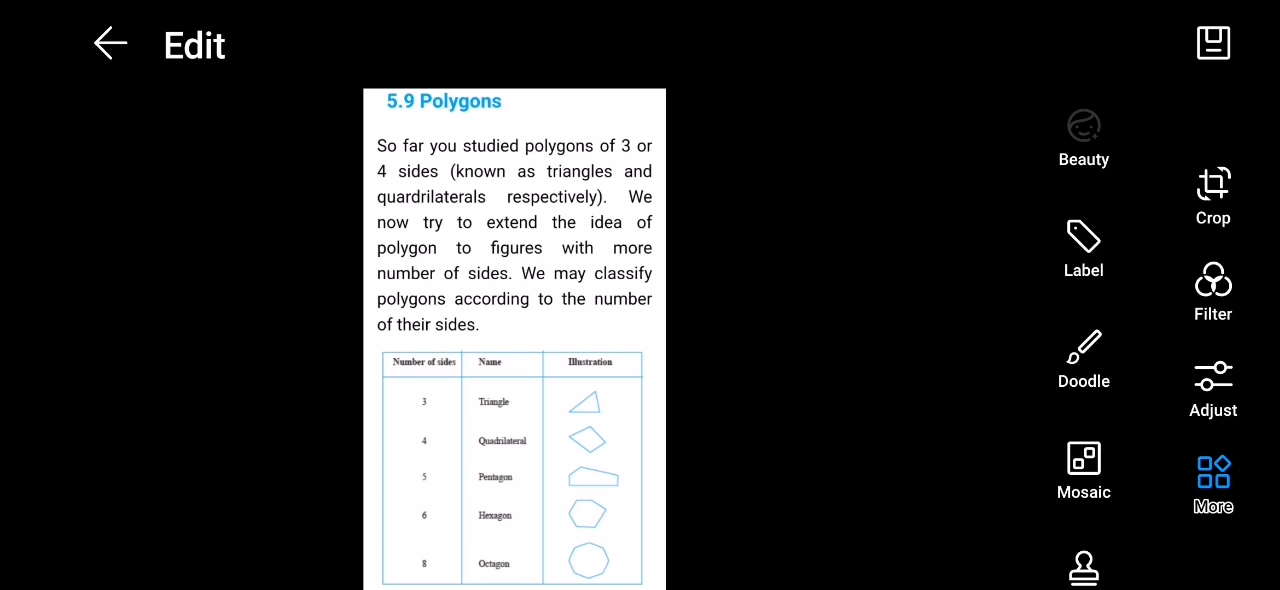 Edit
5.9 Polygons
So far you studied polygons of 3 or
4 sides (known as triangles and
quardrilaterals respectively). We
now try to extend the idea of
polygon to figures with more
number of sides. We may classify
polygons according to the number
of their sides.
Number of sides Name Illustration
3 Triangle
4 Quadrilateral
5 Pentagon
6 Hexagon
8 Octagon
Beauty
Label
Doodle
Mosaic
Crop
Filter
Adjust
More